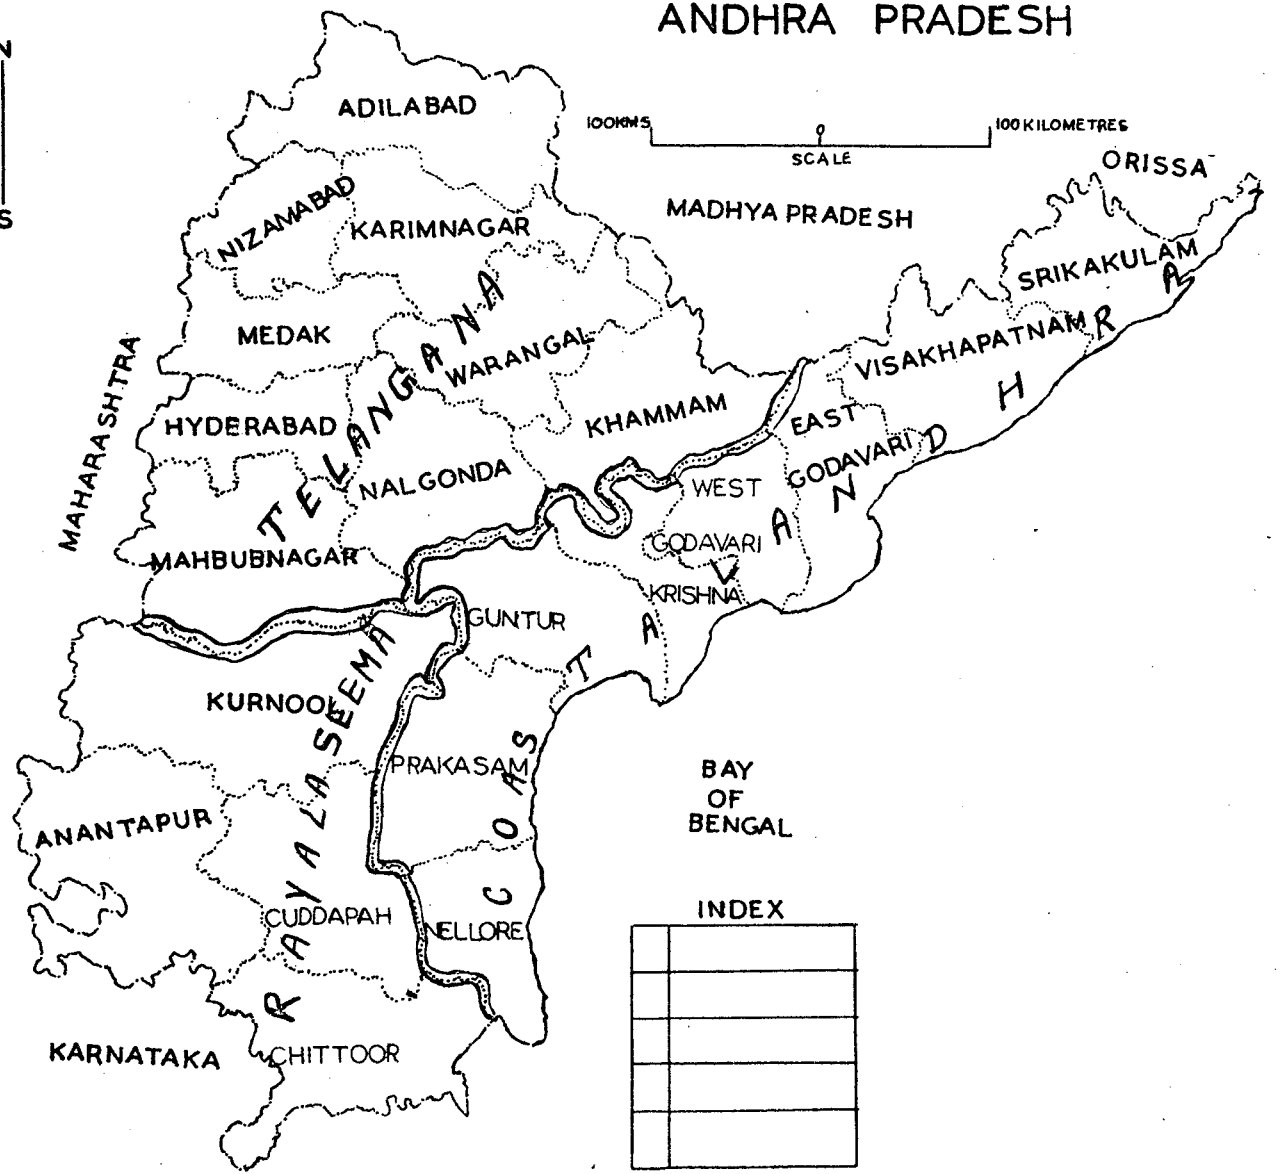 ANDHRA PRADESH
N
S
ADILABAD
100KMS
0
100 KILOMETRES
SCALE
ORISSA
NIZAMABAD
KARIMNAGAR
MADHYA PRADESH
SRIKAKULAM
MEDAK
WARANGAL
VISAKHAPATNAM
MAHARASHTRA
HYDERABAD
KHAMMAM
EAST
GODAVARI
TELANGANA
NALGONDA
WEST
GODAVARI
MAHBUBNAGAR
KRISHNA
GUNTUR
COASTAL ANDHRA
KURNOOL
RAYALASEEMA
PRAKASAM
BAY
OF
BENGAL
ANANTAPUR
CUDDAPAH
NELLORE
INDEX
KARNATAKA
CHITTOOR